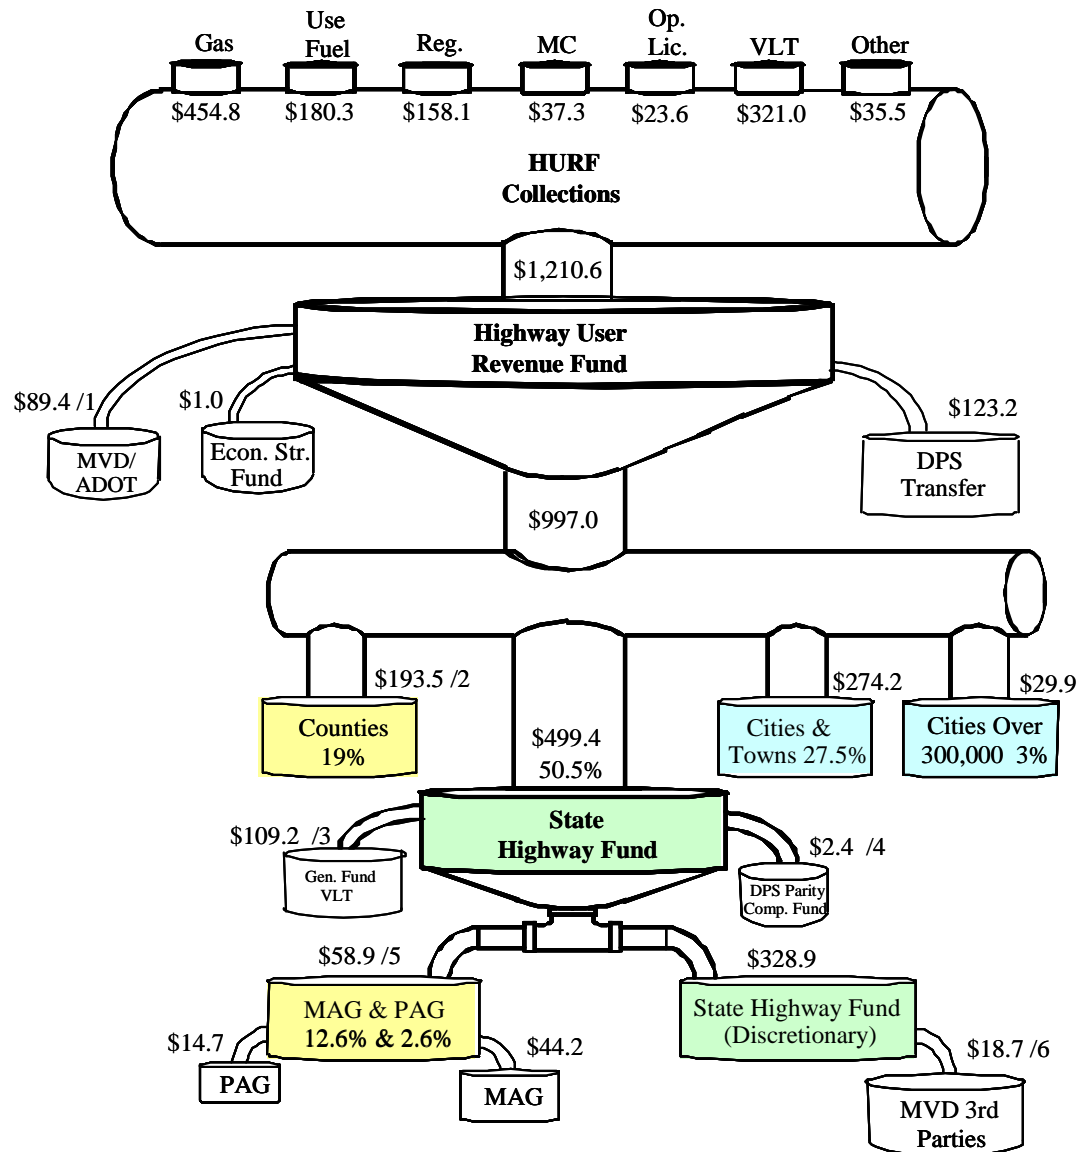 Gas
Use
Fuel
Reg.
MC
Op.
Lic.
VLT
Other
$454.8
$180.3
$158.1
$37.3
$23.6
$321.0
$35.5
HURF
Collections
$1,210.6
Highway User
Revenue Fund
$89.4 /1
$1.0
$123.2
MVD/
ADOT
Econ. Str.
Fund
DPS
Transfer
$997.0
$193.5 /2
$274.2
$29.9
Counties
19%
$499.4
50.5%
Cities &
Towns 27.5%
Cities Over
300,000 3%
State
Highway Fund
$109.2 /3
$2.4 /4
Gen. Fund
VLT
DPS Parity
Comp. Fund
$58.9 /5
$328.9
MAG & PAG
12.6% & 2.6%
State Highway Fund
(Discretionary)
$14.7
$44.2
$18.7 /6
PAG
MAG
MVD 3rd
Parties